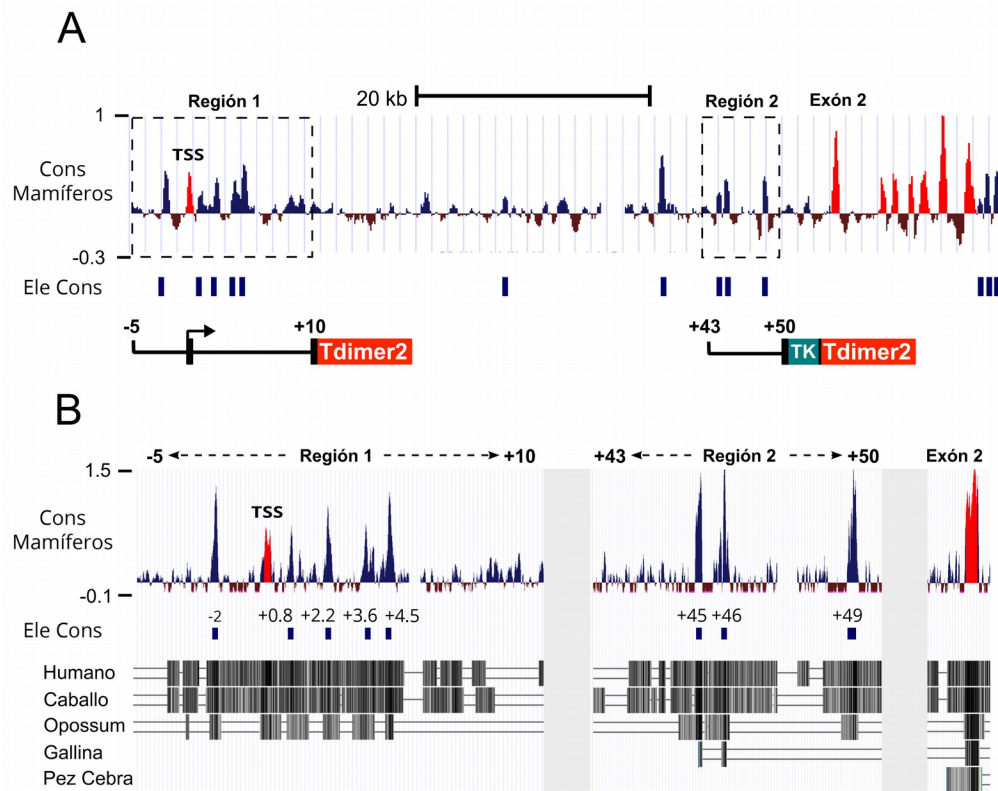 A
Región 1
20 kb
Región 2
Exón 2
1
TSS
Cons
Mamíferos
-0.3
Ele Cons
-5
+10
Tdimer2
+43
+50
TK
Tdimer2
B
-5
Región 1
+10
+43
Región 2
+50
Exón 2
1.5
TSS
Cons
Mamíferos
-0.1
Ele Cons
-2
+0.8
+2.2
+3.6
+4.5
+45
+46
+49
Humano
Caballo
Opossum
Gallina
Pez Cebra